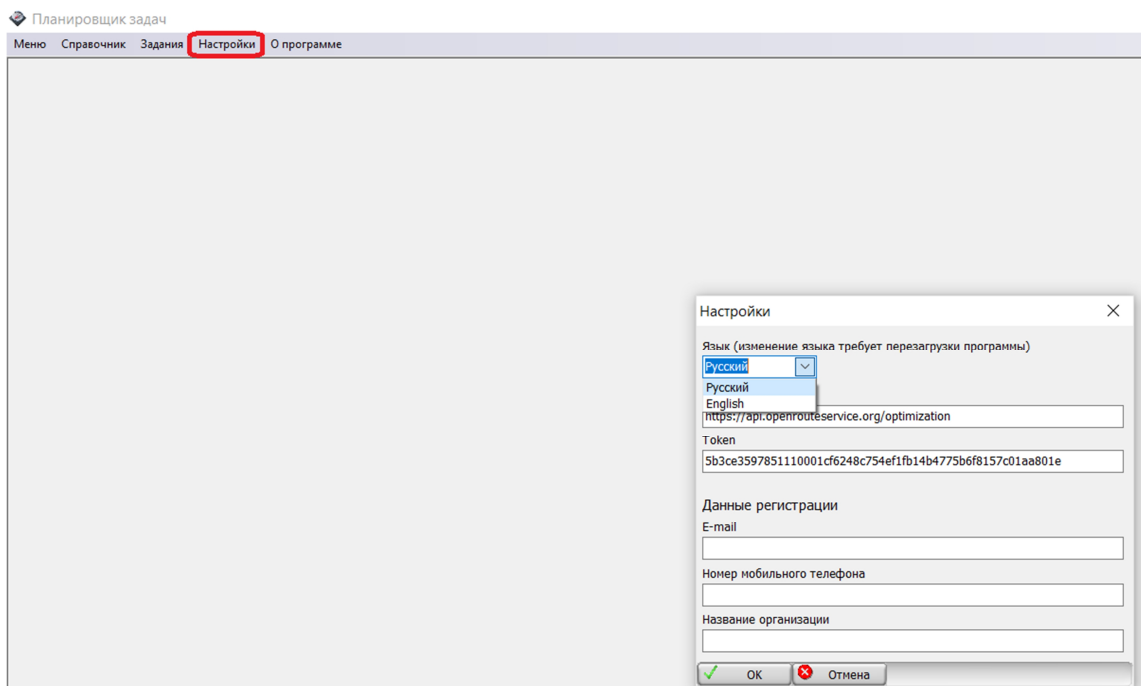 Планировщик задач
Меню Справочник Задания Настройки О программе
Настройки
Язык (изменение языка требует перезагрузки программы)
Русский
Русский
English
https://api.openrouteservice.org/optimization
Token
5b3ce3597851110001cf6248c754ef1fb14b4775b6f8157c01aa801e
Данные регистрации
E-mail
Номер мобильного телефона
Название организации
OK Отмена